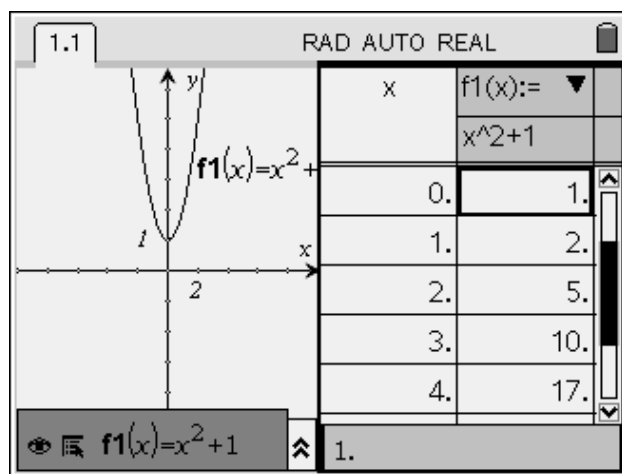 1.1 RAD AUTO REAL
y
f1(x)=x²+
1
x
2
f1(x)=x²+1
x f1(x):= ▼
x^2+1
0. 1.
1. 2.
2. 5.
3. 10.
4. 17.
1.